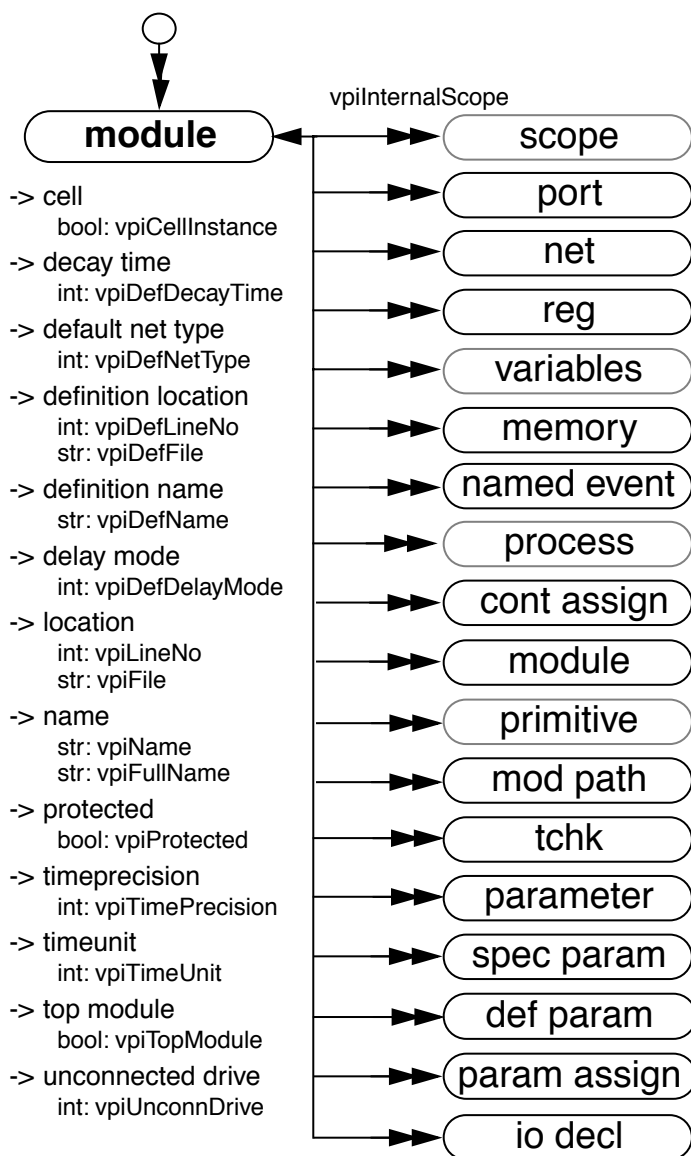 vpiInternalScope
module
-> cell
bool: vpiCellInstance
-> decay time
int: vpiDefDecayTime
-> default net type
int: vpiDefNetType
-> definition location
int: vpiDefLineNo
str: vpiDefFile
-> definition name
str: vpiDefName
-> delay mode
int: vpiDefDelayMode
-> location
int: vpiLineNo
str: vpiFile
-> name
str: vpiName
str: vpiFullName
-> protected
bool: vpiProtected
-> timeprecision
int: vpiTimePrecision
-> timeunit
int: vpiTimeUnit
-> top module
bool: vpiTopModule
-> unconnected drive
int: vpiUnconnDrive
scope
port
net
reg
variables
memory
named event
process
cont assign
module
primitive
mod path
tchk
parameter
spec param
def param
param assign
io decl